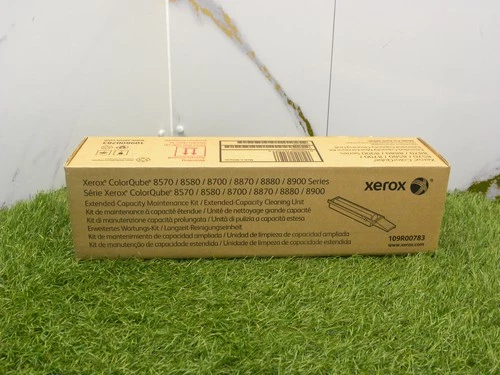 Xerox® ColorQube® 8570 / 8580 / 8700 / 8870 / 8880 / 8900 Series
Série Xerox® ColorQube® 8570 / 8580 / 8700 / 8870 / 8880 / 8900
Extended-Capacity Maintenance Kit / Extended-Capacity Cleaning Unit
Kit de maintenance à capacité étendue / Unité de nettoyage grande capacité
Kit di manutenzione capacità prolungata / Unità di pulizia a capacità estesa
Erweitertes Wartungs-Kit / Langzeit-Reinigungseinheit
Kit de mantenimiento de capacidad ampliada / Unidad de limpieza de capacidad ampliada
Kit de manutenção de capacidade estendida / Unidade de limpeza de capacidade estendida
xerox
109R00783
www.xerox.com
109R00783